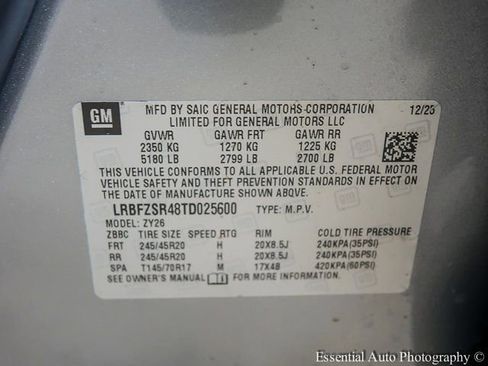 GM
MFD BY SAIC GENERAL MOTORS CORPORATION 12/25
LIMITED FOR GENERAL MOTORS LLC
GVWR GAWR FRT GAWR RR
2350 KG 1270 KG 1225 KG
5180 LB 2799 LB 2700 LB
THIS VEHICLE CONFORMS TO ALL APPLICABLE U.S. FEDERAL MOTOR
VEHICLE SAFETY AND THEFT PREVENTION STANDARDS IN EFFECT ON
THE DATE OF MANUFACTURE SHOWN ABOVE.
LRBFZSR48TD025600 TYPE: M.P.V.
MODEL: ZY26
ZBBC TIRE SIZE SPEED RTG RIM COLD TIRE PRESSURE
FRT 245/45R20 H 20X8.5J 240KPA(35PSI)
RR 245/45R20 H 20X8.5J 240KPA(35PSI)
SPA T145/70R17 M 17X4B 420KPA(60PSI)
SEE OWNER'S MANUAL FOR MORE INFORMATION.
Essential Auto Photography ©